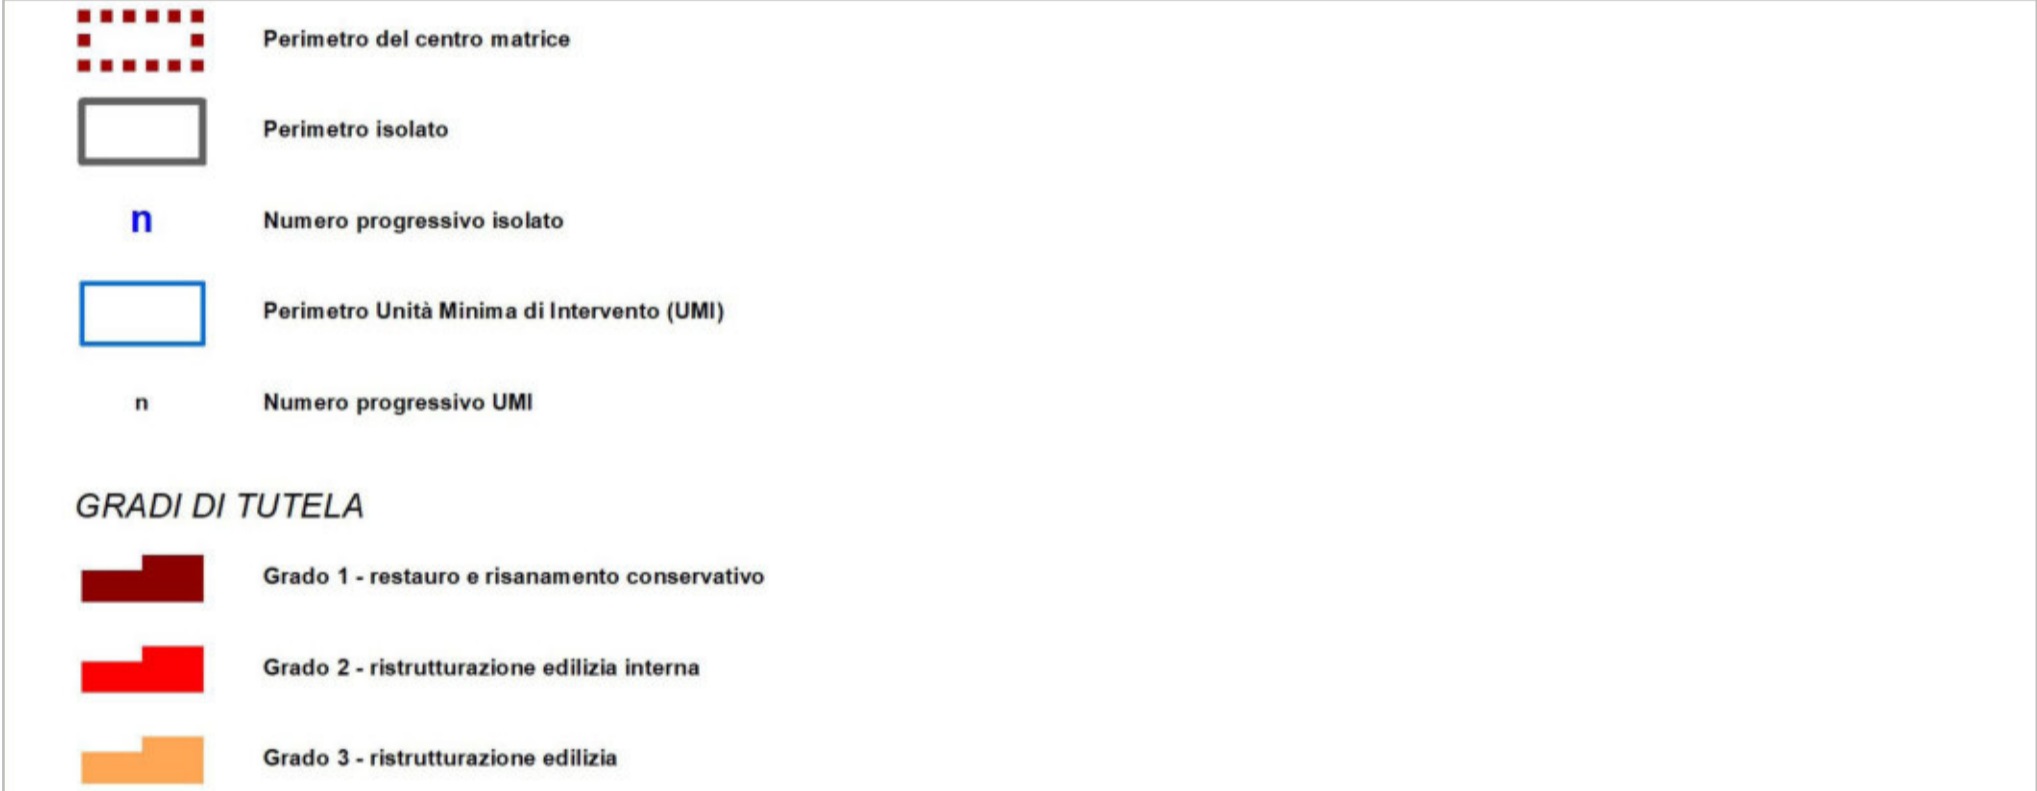 Perimetro del centro matrice
Perimetro isolato
n Numero progressivo isolato
Perimetro Unità Minima di Intervento (UMI)
n Numero progressivo UMI
GRADI DI TUTELA
Grado 1 - restauro e risanamento conservativo
Grado 2 - ristrutturazione edilizia interna
Grado 3 - ristrutturazione edilizia